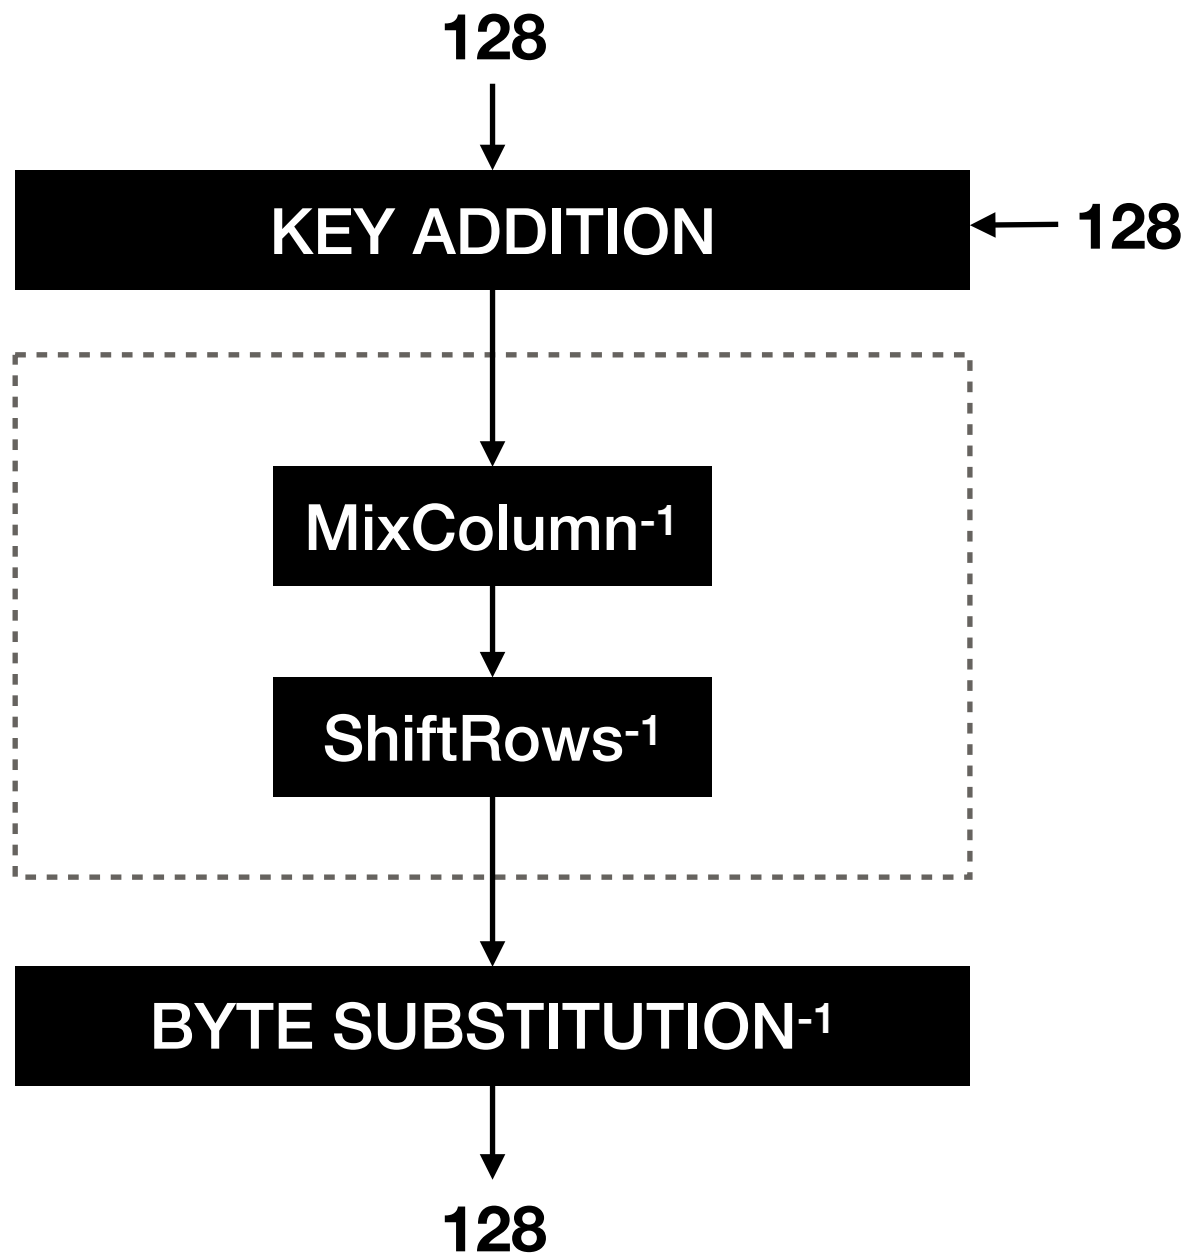 128
KEY ADDITION
128
MixColumn⁻¹
ShiftRows⁻¹
BYTE SUBSTITUTION⁻¹
128